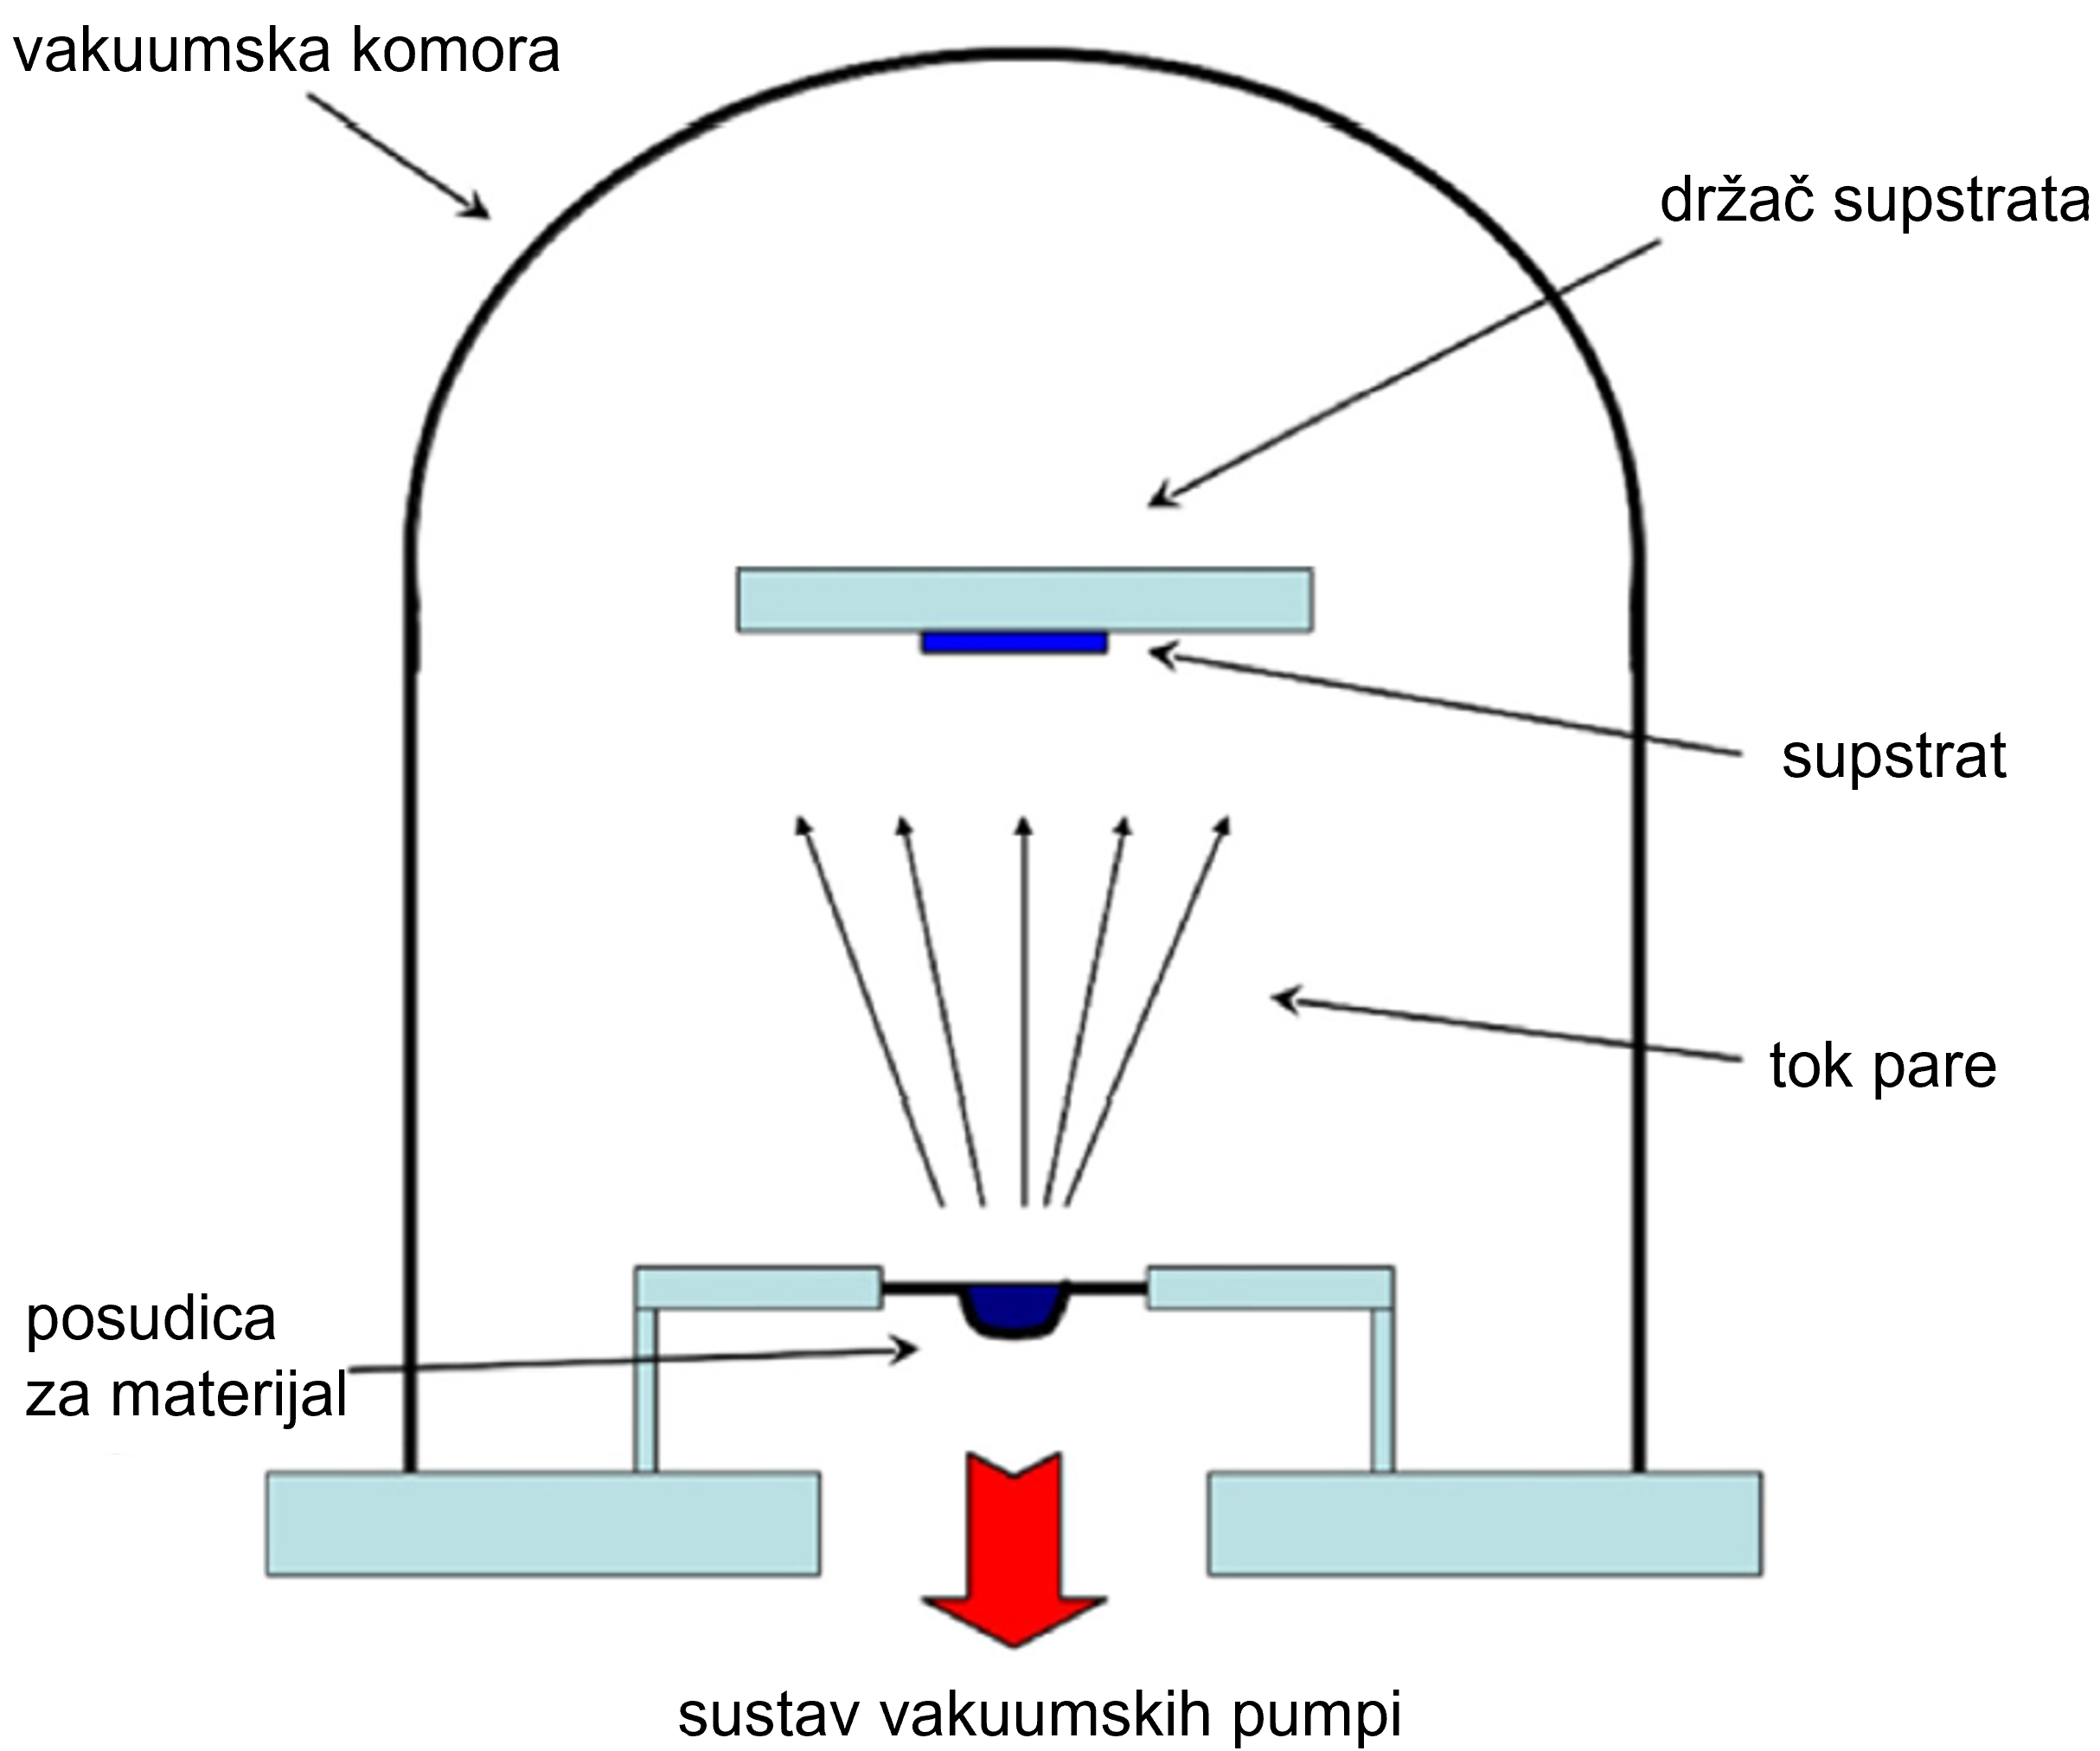 vakuumska komora
držač supstrata
supstrat
tok pare
posudica
za materijal
sustav vakuumskih pumpi